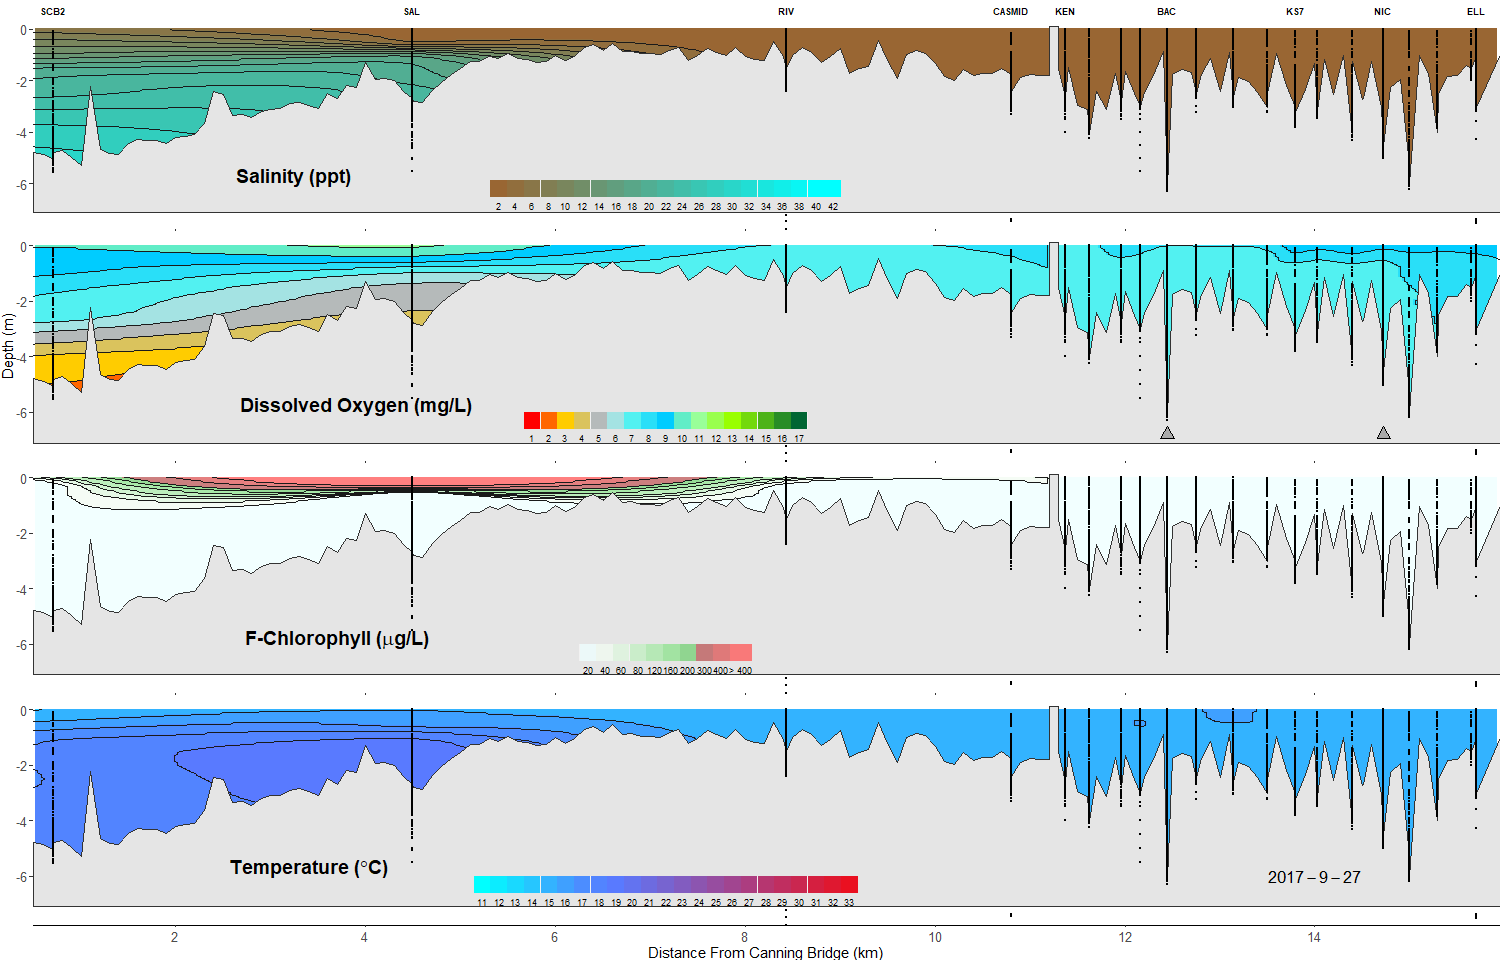 SCB2 SAL RIV CASMID KEN BAC KS7 NIC ELL
0
-2
-4
-6
Salinity (ppt)
2 4 6 8 10 12 14 16 18 20 22 24 26 28 30 32 34 36 38 40 42
0
-2
-4
-6
Depth (m)
Dissolved Oxygen (mg/L)
1 2 3 4 5 6 7 8 9 10 11 12 13 14 15 16 17
0
-2
-4
-6
F-Chlorophyll (μg/L)
20 40 60 80 120 160 200 300 400 > 400
0
-2
-4
-6
Temperature (°C)
2017 – 9 – 27
11 12 13 14 15 16 17 18 19 20 21 22 23 24 25 26 27 28 29 30 31 32 33
2 4 6 8 10 12 14
Distance From Canning Bridge (km)